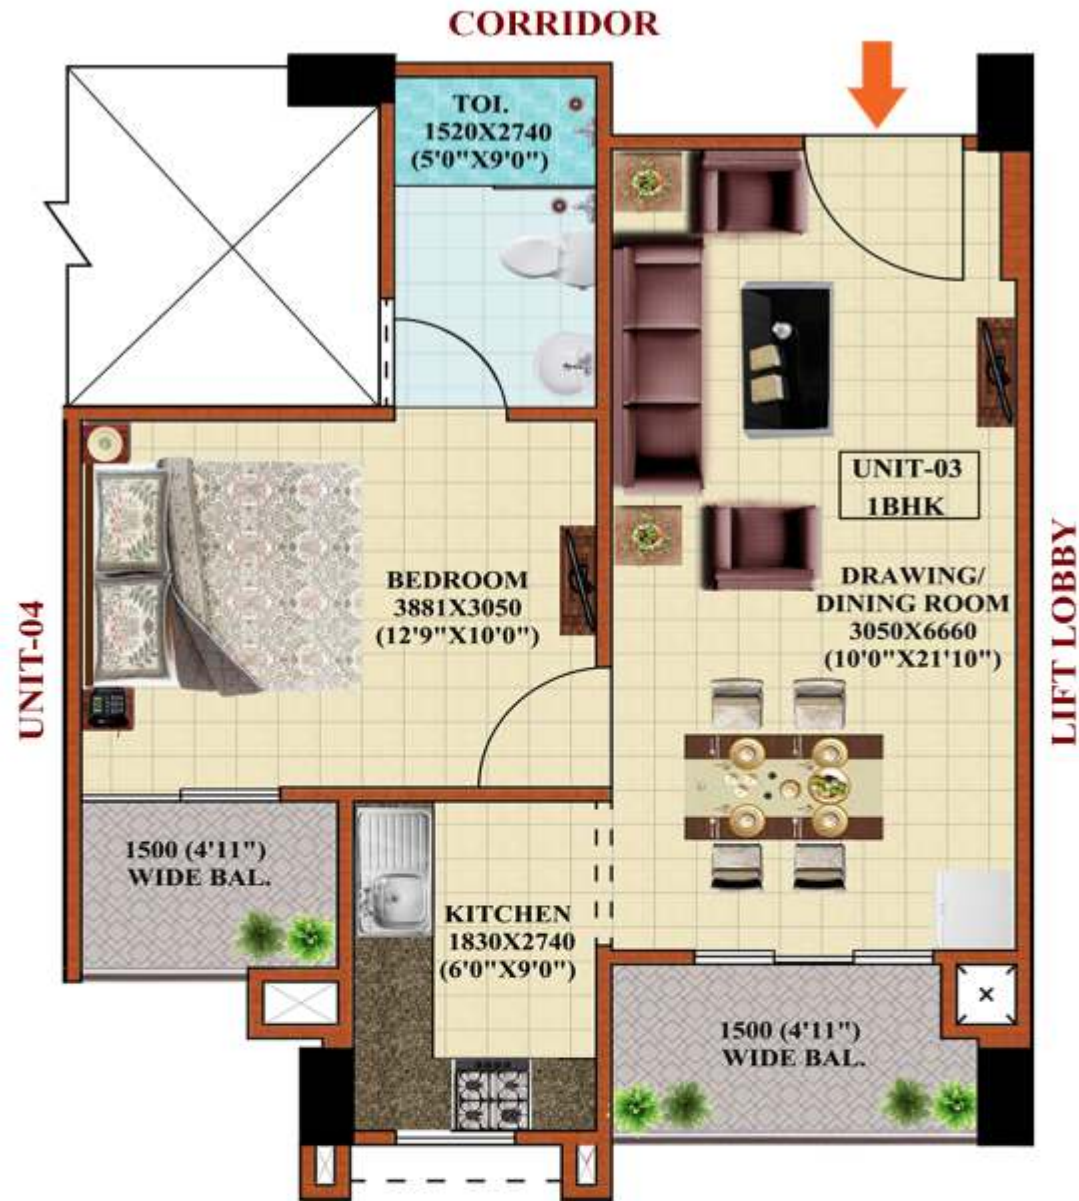 CORRIDOR
TOI.
1520X2740
(5'0"X9'0")
UNIT-03
1BHK
DRAWING/
DINING ROOM
3050X6660
(10'0"X21'10")
BEDROOM
3881X3050
(12'9"X10'0")
UNIT-04
LIFT LOBBY
1500 (4'11")
WIDE BAL.
KITCHEN
1830X2740
(6'0"X9'0")
1500 (4'11")
WIDE BAL.